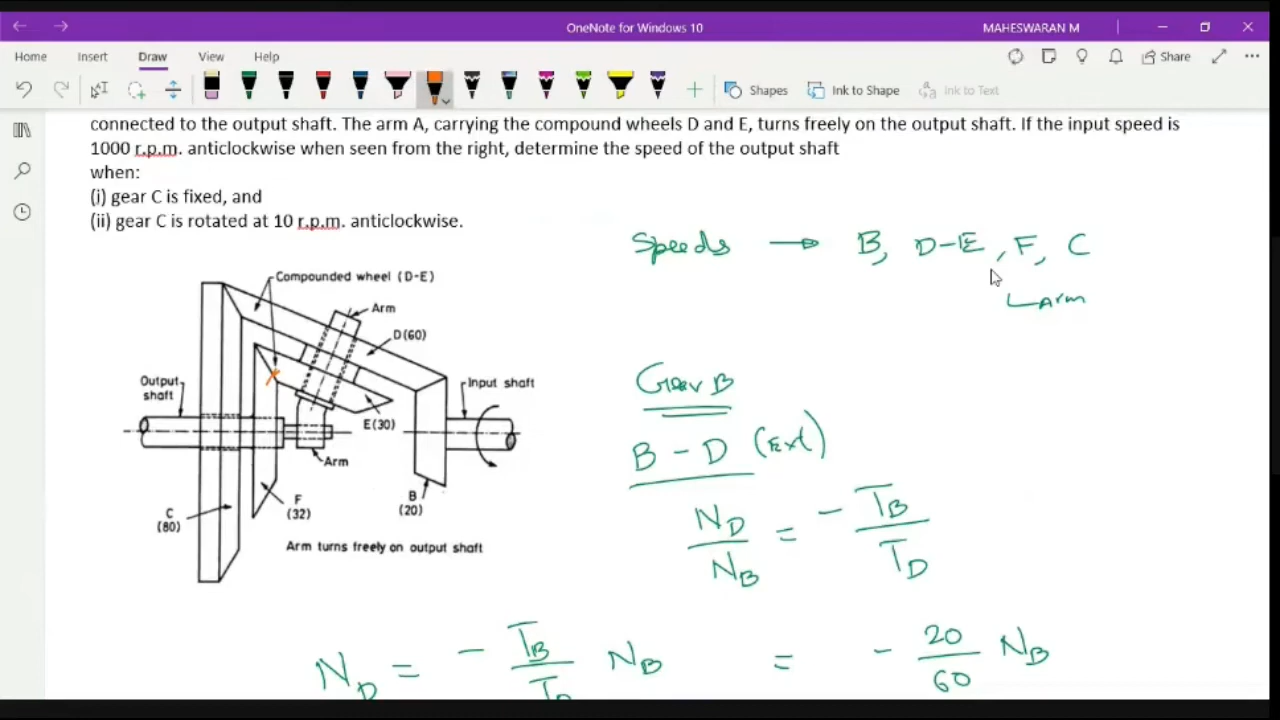 OneNote for Windows 10
MAHESWARAN M
Home Insert Draw View Help
Share
Shapes Ink to Shape Ink to Text
connected to the output shaft. The arm A, carrying the compound wheels D and E, turns freely on the output shaft. If the input speed is
1000 r.p.m. anticlockwise when seen from the right, determine the speed of the output shaft
when:
(i) gear C is fixed, and
(ii) gear C is rotated at 10 r.p.m. anticlockwise.
Speeds → B, D-E, F, C
Arm
Compounded wheel (D-E)
Arm
D(60)
Output shaft
Input shaft
E(30)
Arm
F
(32)
B
(20)
C
(80)
Arm turns freely on output shaft
Gear B
B - D (Ext)
N_D / N_B = - T_B / T_D
N_D = - T_B / T_D N_B = - 20 / 60 N_B